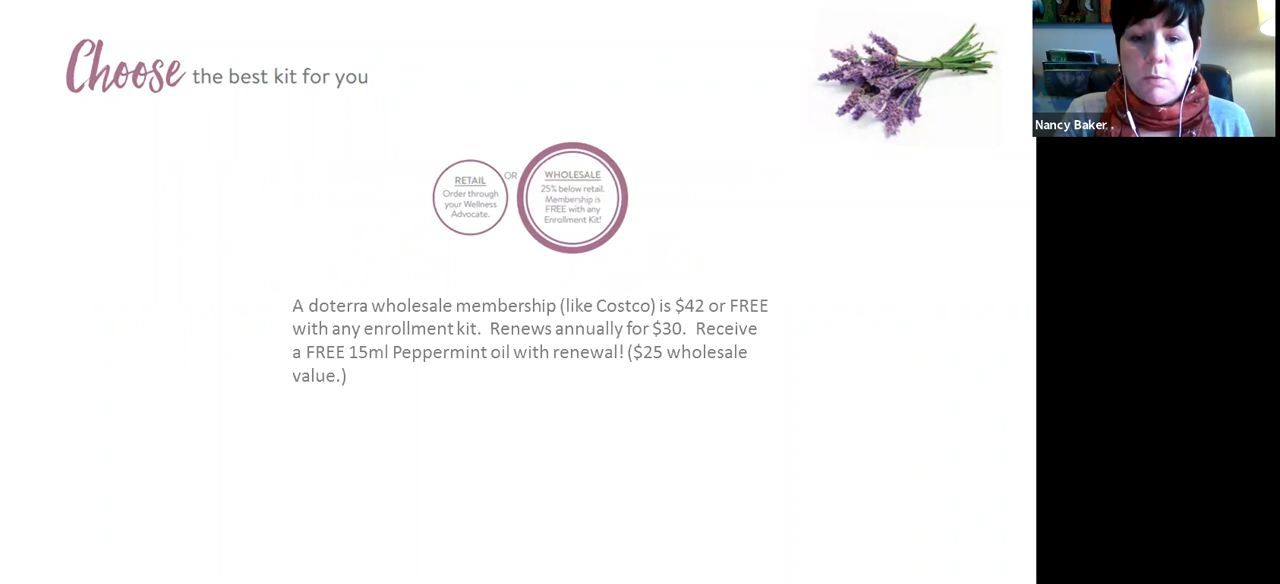 Choose the best kit for you
Nancy Baker
RETAIL
Order through
your Wellness
Advocate.
OR
WHOLESALE
25% below retail.
Membership is
FREE with any
Enrollment Kit!
A doterra wholesale membership (like Costco) is $42 or FREE
with any enrollment kit.  Renews annually for $30.  Receive
a FREE 15ml Peppermint oil with renewal! ($25 wholesale
value.)